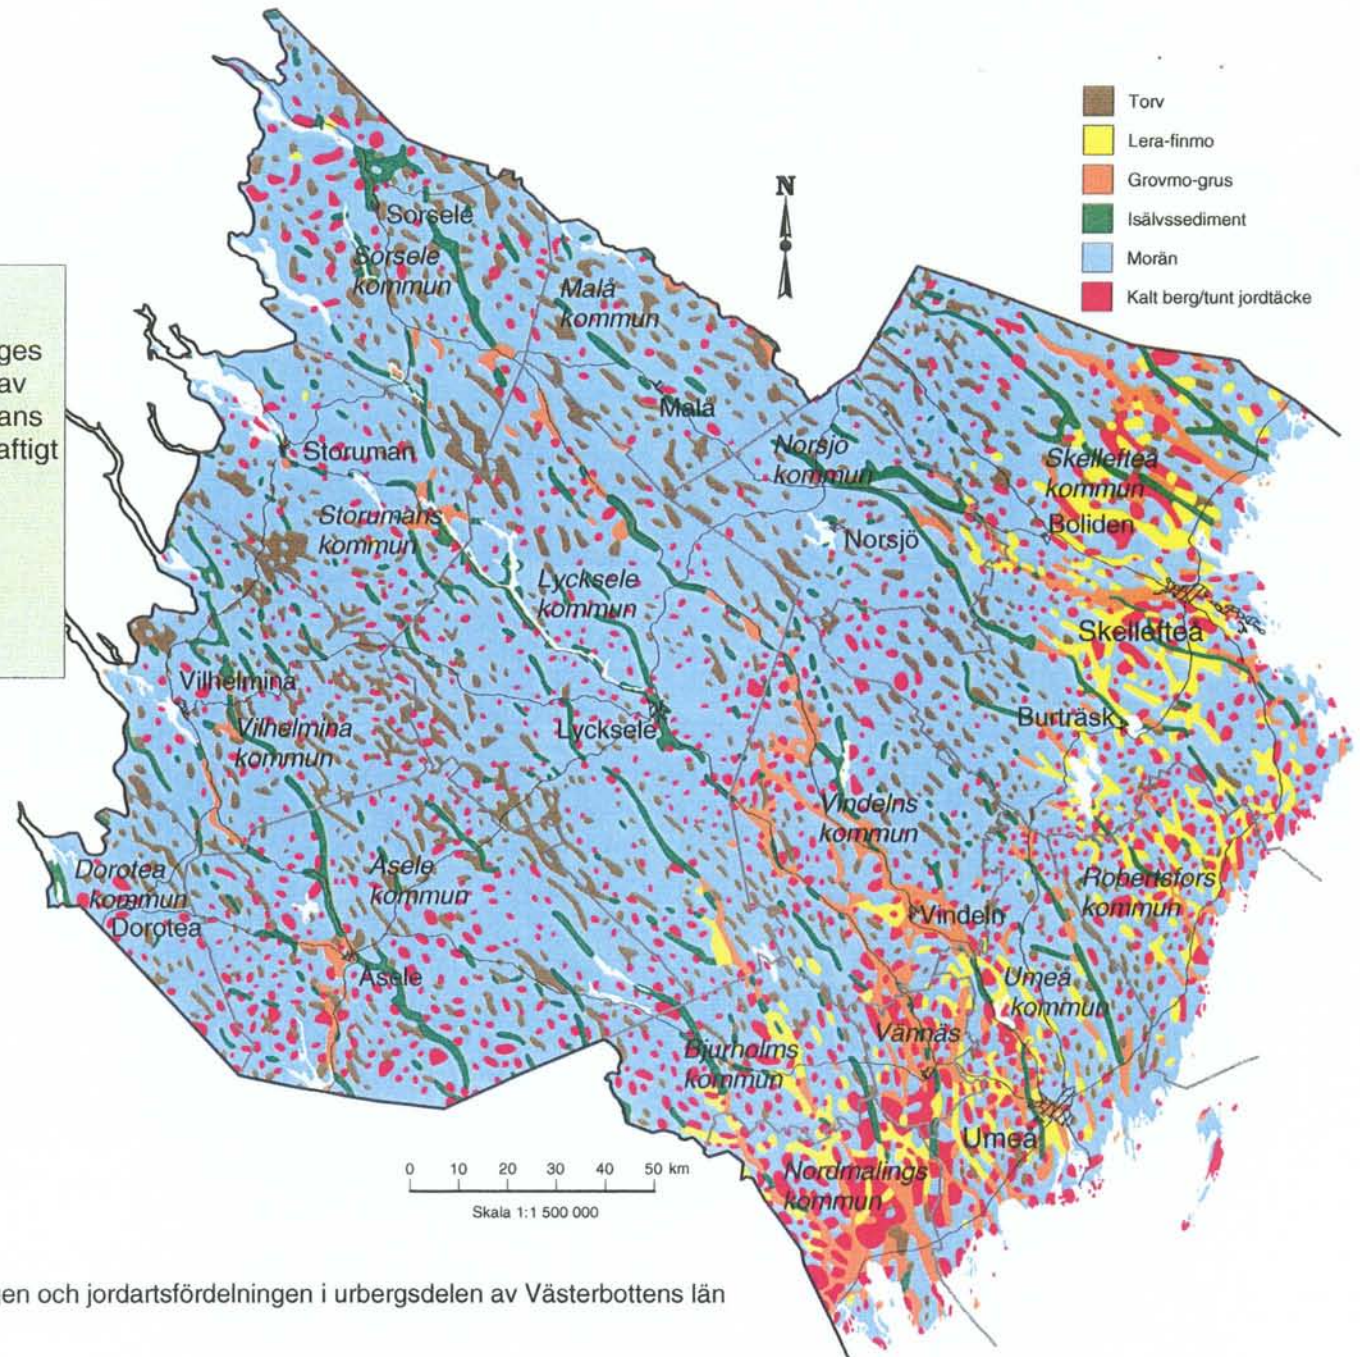 ges
av
ans
aftigt
N
Torv
Lera-finmo
Grovmo-grus
Isälvssediment
Morän
Kalt berg/tunt jordtäcke
Sorsele
Sorsele
kommun
Malå
kommun
Malå
Storuman
Norsjö
kommun
Skellefteå
kommun
Storumans
kommun
Boliden
Norsjö
Lycksele
kommun
Skellefteå
Vilhelmina
Burträsk
Vilhelmina
kommun
Lycksele
Vindelns
kommun
Dorotea
kommun
Åsele
kommun
Robertsfors
kommun
Dorotea
Vindeln
Åsele
Umeå
kommun
Vännäs
Bjurholms
kommun
Umeå
Nordmalings
kommun
0 10 20 30 40 50 km
Skala 1:1 500 000
gen och jordartsfördelningen i urbergsdelen av Västerbottens län